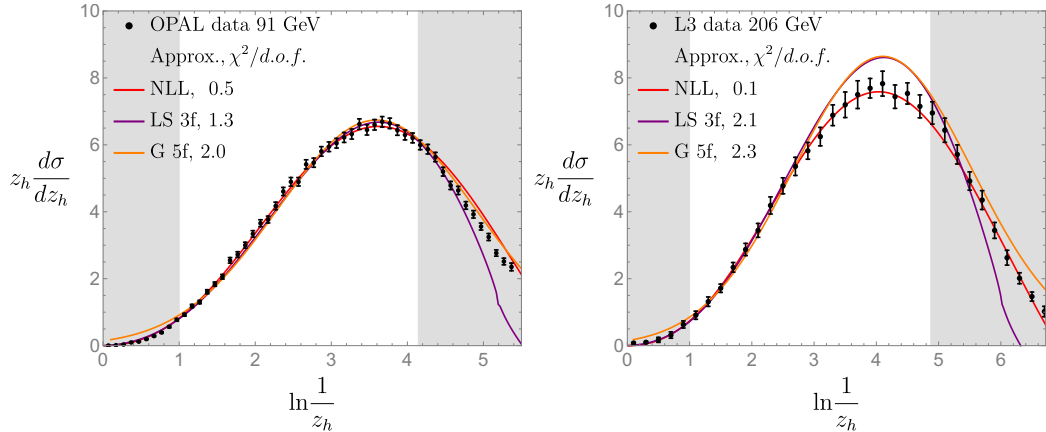 OPAL data 91 GeV
Approx., χ²/d.o.f.
NLL, 0.5
LS 3f, 1.3
G 5f, 2.0
z_h dσ/dz_h
10
8
6
4
2
0
0 1 2 3 4 5
ln 1/z_h
L3 data 206 GeV
Approx., χ²/d.o.f.
NLL, 0.1
LS 3f, 2.1
G 5f, 2.3
z_h dσ/dz_h
10
8
6
4
2
0
0 1 2 3 4 5 6
ln 1/z_h